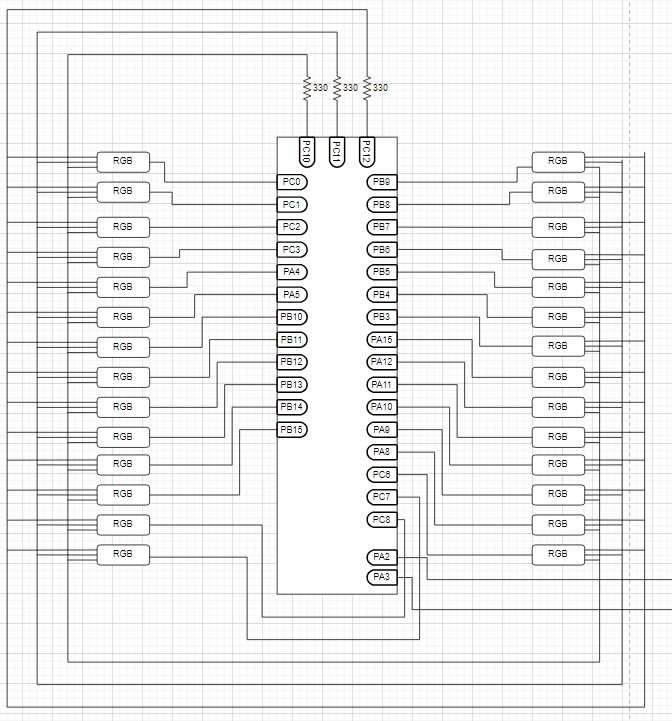 330 330 330
PC10 PC11 PC12
RGB RGB
PC0 PB9
RGB RGB
PC1 PB8
RGB PC2 PB7 RGB
PC3 PB6
RGB RGB
PA4 PB5
RGB RGB
PA5 PB4
RGB PB10 PB3 RGB
PB11 PA15
RGB RGB
PB12 PA12
RGB RGB
PB13 PA11
RGB PB14 PA10 RGB
PB15 PA9
RGB RGB
PA8
RGB RGB
PC6
RGB RGB
PC7
PC8
RGB RGB
RGB PA2 RGB
PA3